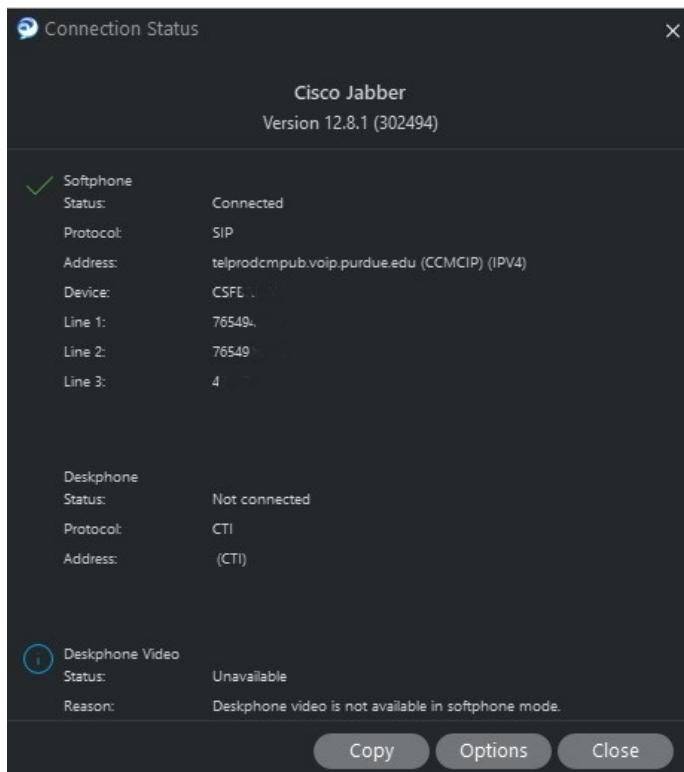 Connection Status
Cisco Jabber
Version 12.8.1 (302494)
Softphone
Status: Connected
Protocol: SIP
Address: telprodcmpub.voip.purdue.edu (CCMCIP) (IPV4)
Device:
Line 1:
Line 2: 76549
Line 3: 4
Deskphone
Status: Not connected
Protocol: CTI
Address: (CTI)
Deskphone Video
Status: Unavailable
Reason: Deskphone video is not available in softphone mode.
Copy Options Close